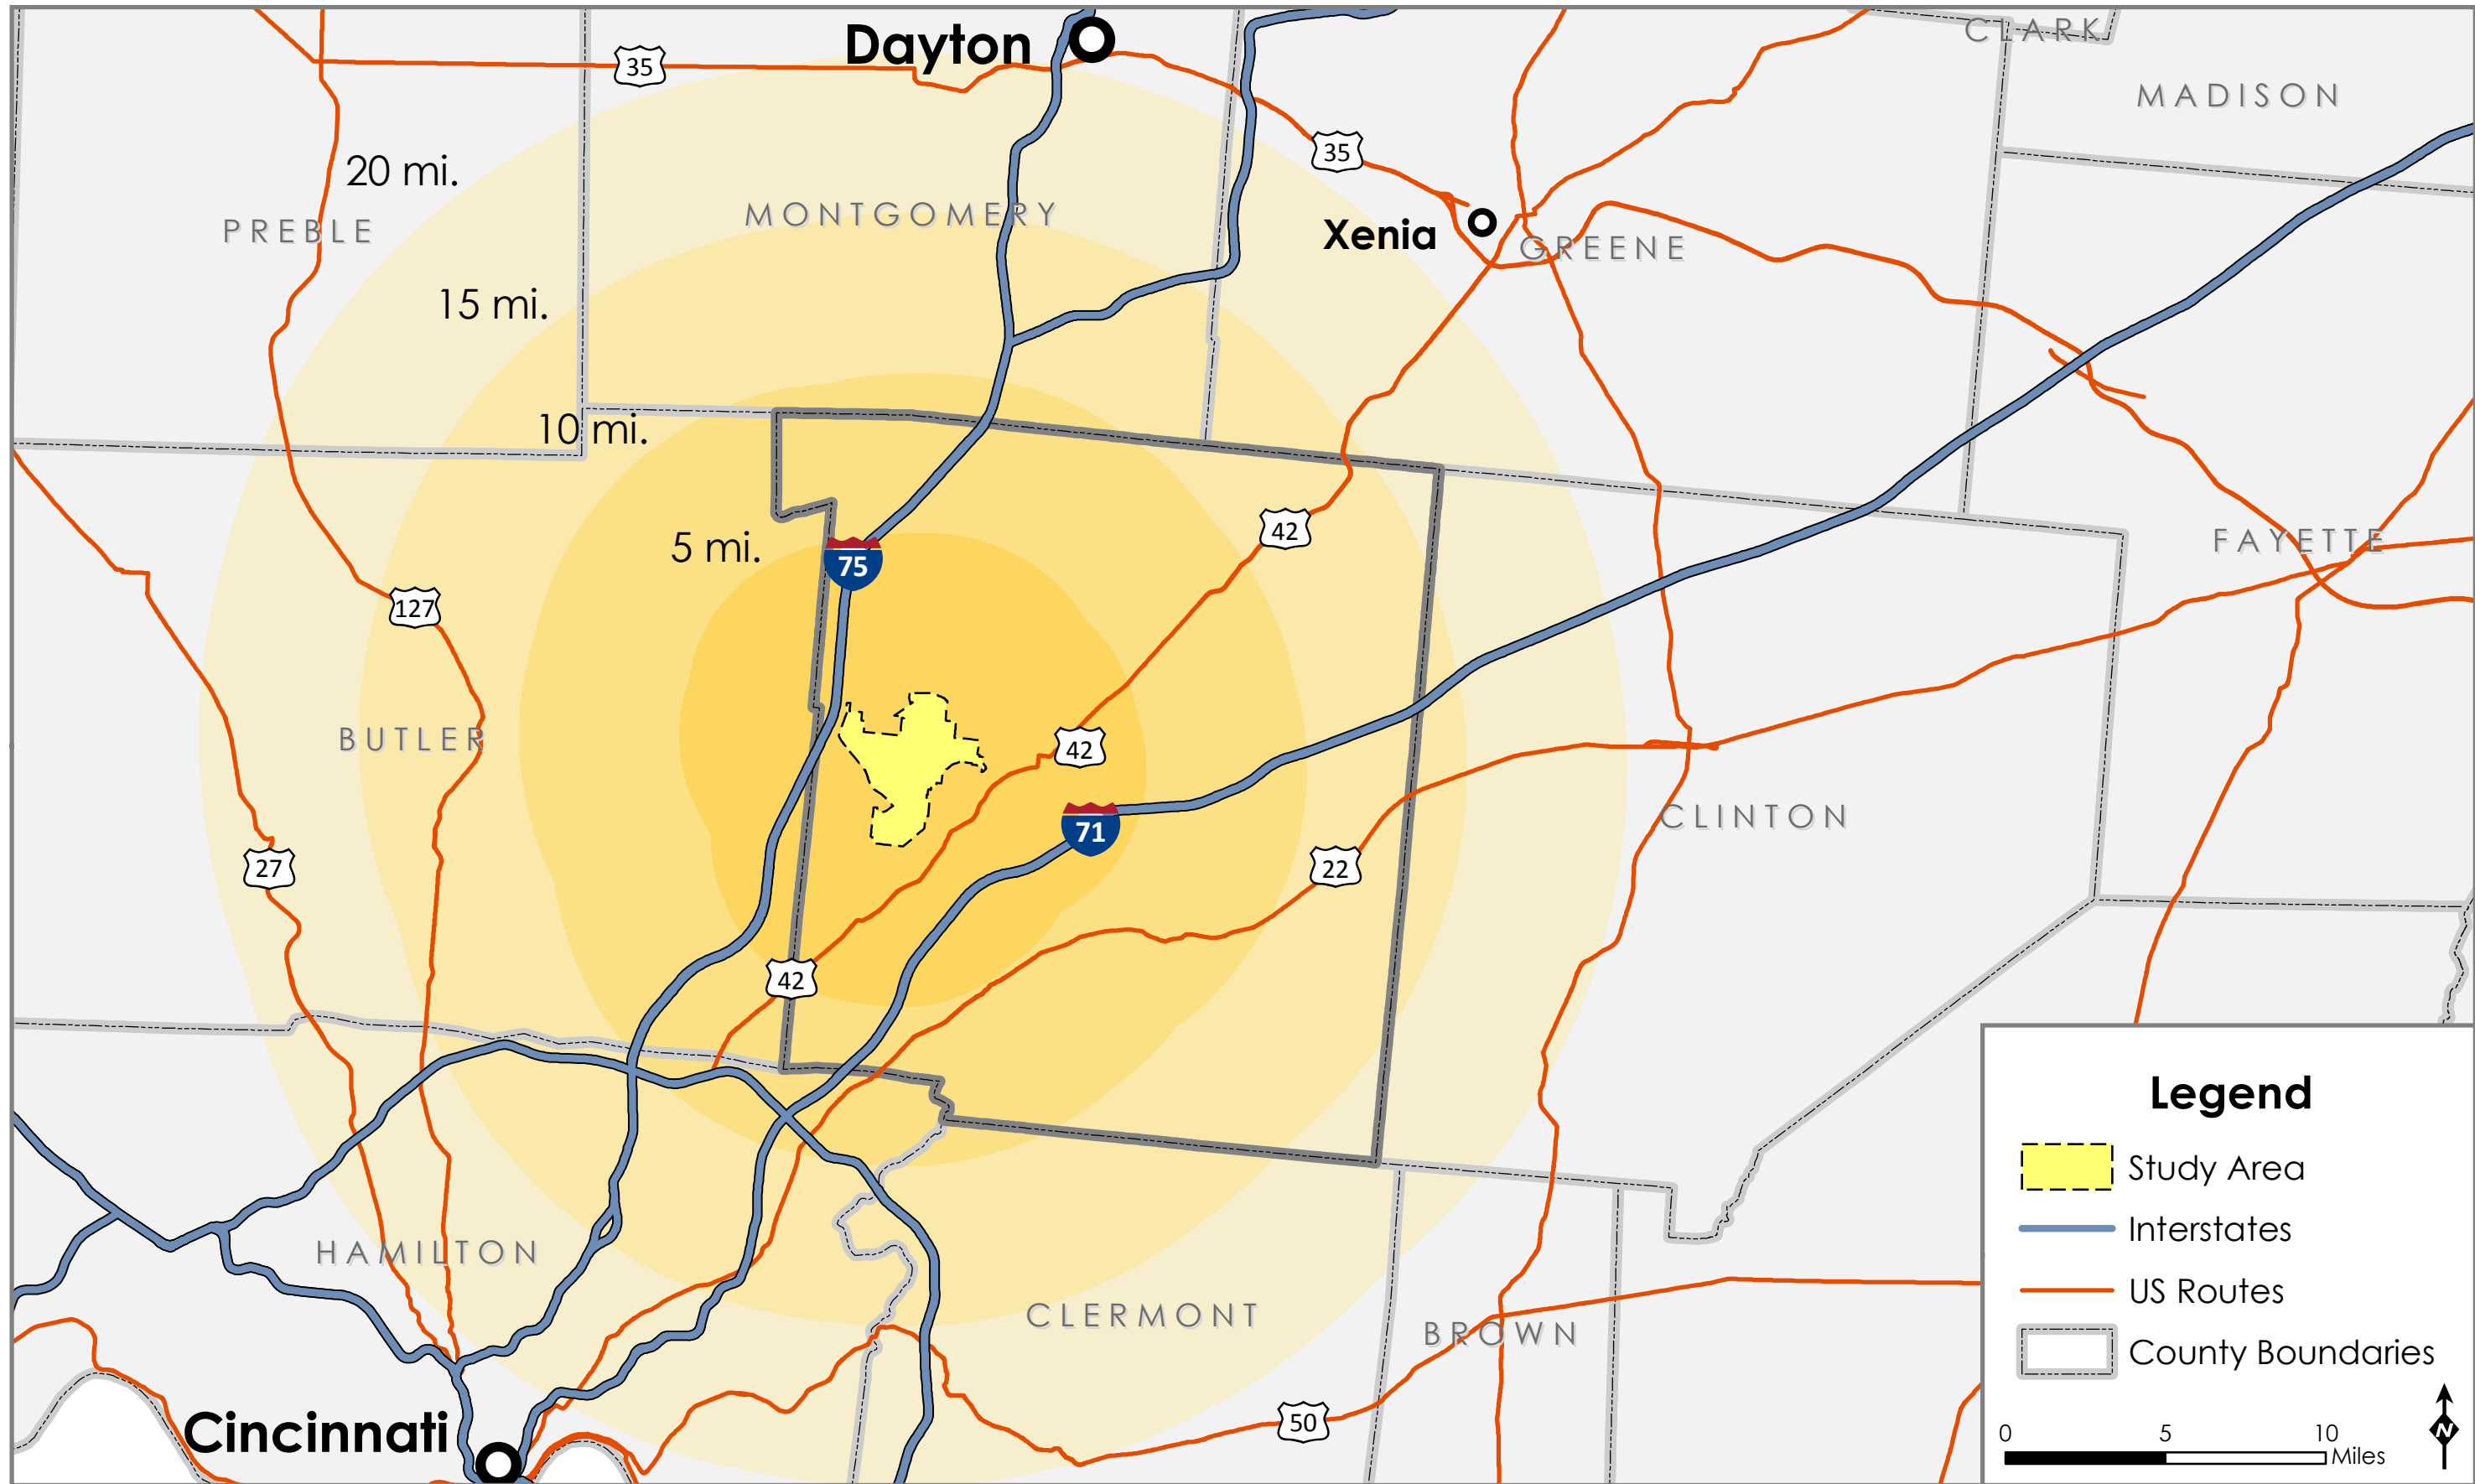 Dayton
CLARK
35
MADISON
35
20 mi.
MONTGOMERY
PREBLE
Xenia
GREENE
15 mi.
10 mi.
42
FAYETTE
5 mi.
75
127
BUTLER
42
CLINTON
71
27
22
42
Legend
Study Area
Interstates
HAMILTON
US Routes
CLERMONT
BROWN
County Boundaries
50
Cincinnati
N
0 5 10
Miles